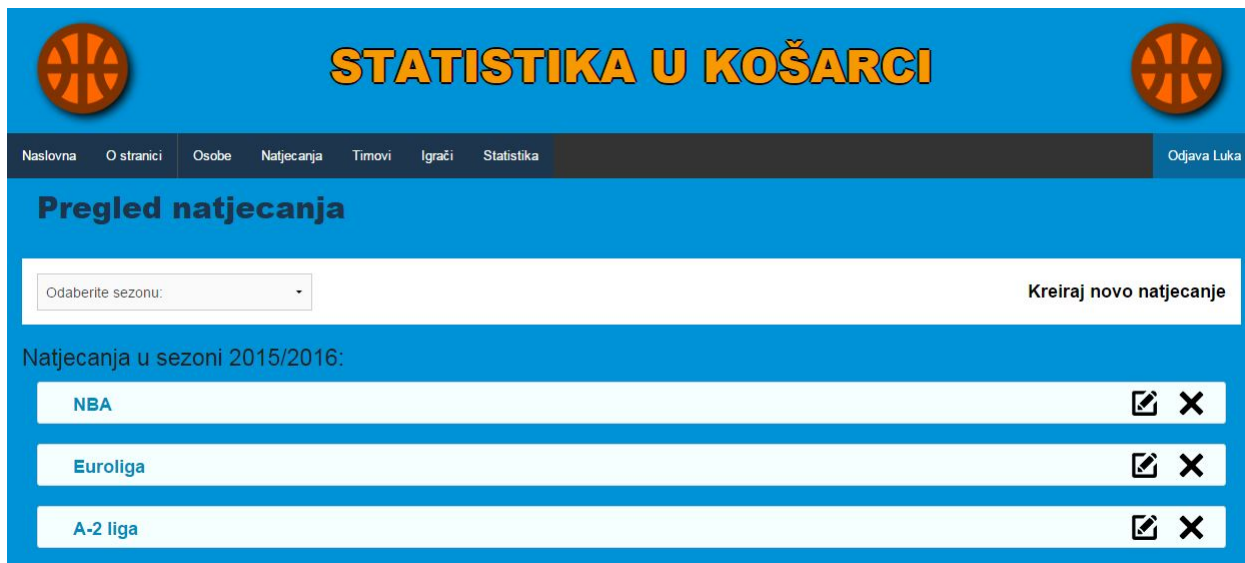 STATISTIKA U KOŠARCI
Naslovna O stranici Osobe Natjecanja Timovi Igrači Statistika Odjava Luka
Pregled natjecanja
Odaberite sezonu: Kreiraj novo natjecanje
Natjecanja u sezoni 2015/2016:
NBA
Euroliga
A-2 liga